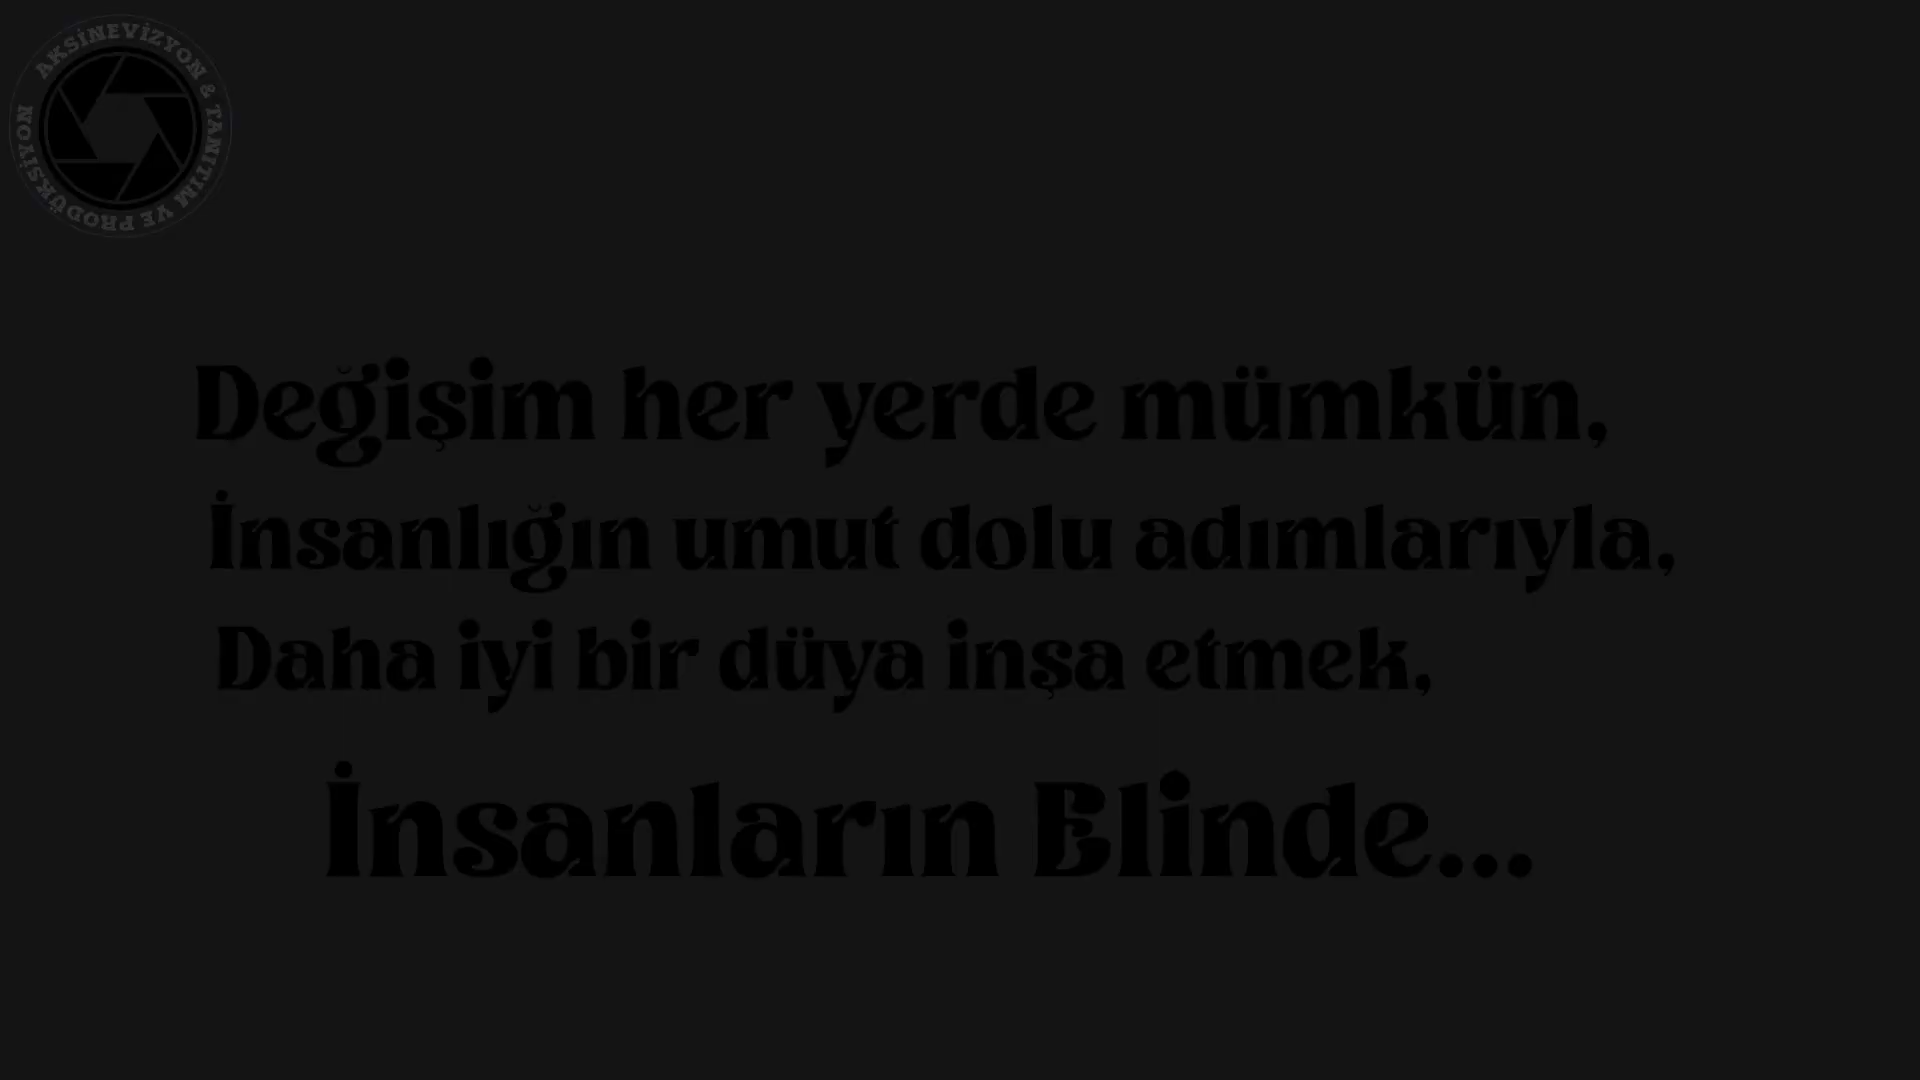 AKSİNEVİZYON & TANITIM VE PRODÜKSİYON
Değişim her yerde mümkün,
İnsanlığın umut dolu adımlarıyla,
Daha iyi bir düya inşa etmek,
İnsanların Elinde...